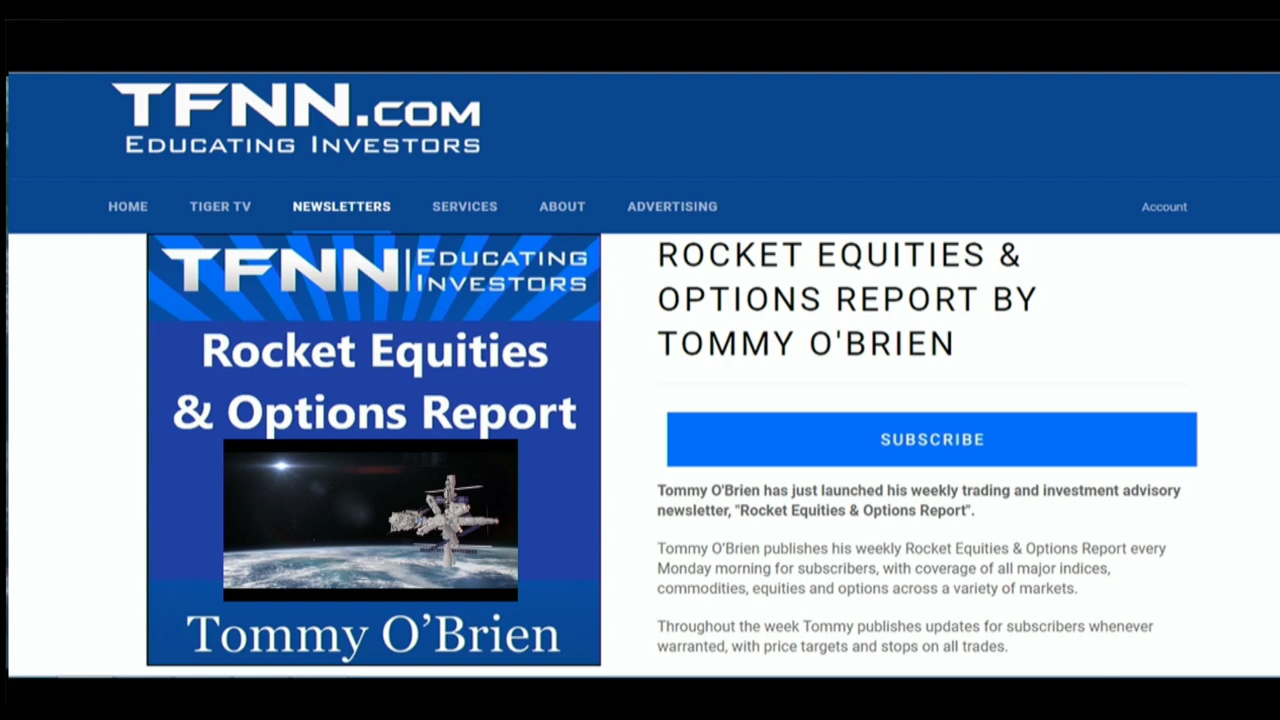 TFNN.COM
EDUCATING INVESTORS
HOME TIGER TV NEWSLETTERS SERVICES ABOUT ADVERTISING Account
TFNN EDUCATING INVESTORS
Rocket Equities
& Options Report
Tommy O’Brien
ROCKET EQUITIES &
OPTIONS REPORT BY
TOMMY O'BRIEN
SUBSCRIBE
Tommy O'Brien has just launched his weekly trading and investment advisory
newsletter, "Rocket Equities & Options Report".
Tommy O’Brien publishes his weekly Rocket Equities & Options Report every
Monday morning for subscribers, with coverage of all major indices,
commodities, equities and options across a variety of markets.
Throughout the week Tommy publishes updates for subscribers whenever
warranted, with price targets and stops on all trades.